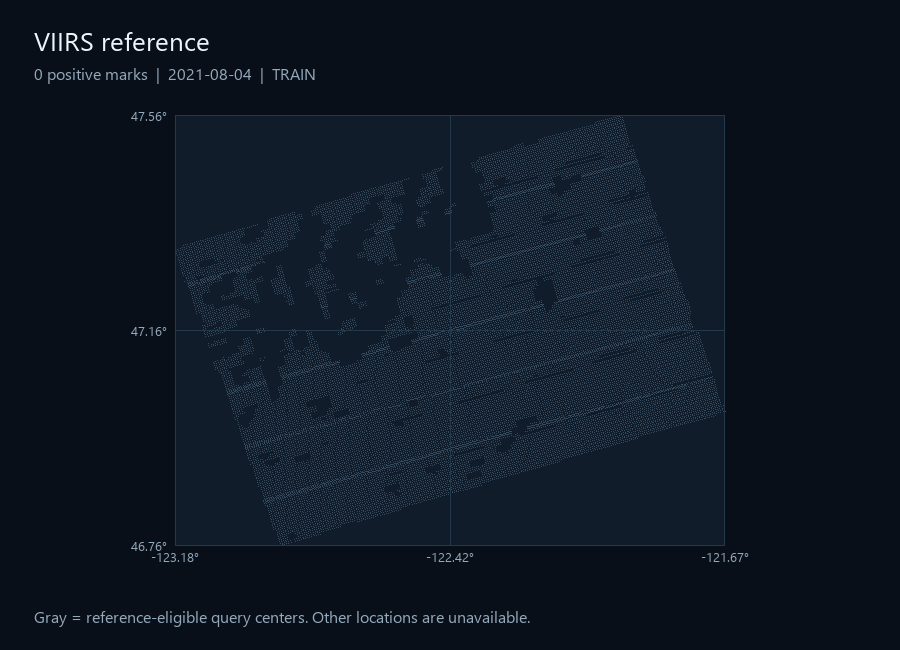 VIIRS reference
0 positive marks | 2021-08-04 | TRAIN
47.56°
47.16°
46.76°
-123.18°
-122.42°
-121.67°
Gray = reference-eligible query centers. Other locations are unavailable.